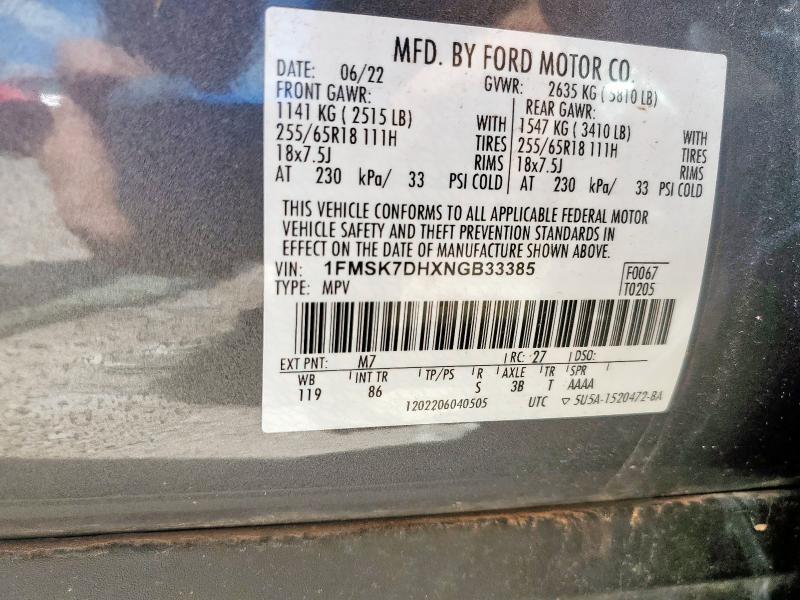 MFD. BY FORD MOTOR CO.
DATE: 06/22 GVWR: 2635 KG ( 5810 LB)
FRONT GAWR: REAR GAWR:
1141 KG ( 2515 LB) WITH 1547 KG ( 3410 LB) WITH
255/65R18 111H TIRES 255/65R18 111H TIRES
18x7.5J RIMS 18x7.5J RIMS
AT 230 kPa/ 33 PSI COLD AT 230 kPa/ 33 PSI COLD
THIS VEHICLE CONFORMS TO ALL APPLICABLE FEDERAL MOTOR
VEHICLE SAFETY AND THEFT PREVENTION STANDARDS IN
EFFECT ON THE DATE OF MANUFACTURE SHOWN ABOVE.
VIN: 1FMSK7DHXNGB33385 F0067
TYPE: MPV T0205
EXT PNT: M7 RC: 27 DSO:
WB INT TR TP/PS R AXLE TR SPR
119 86 S 3B T AAAA
1202206040505 UTC ▽ 5U5A-1520472-BA